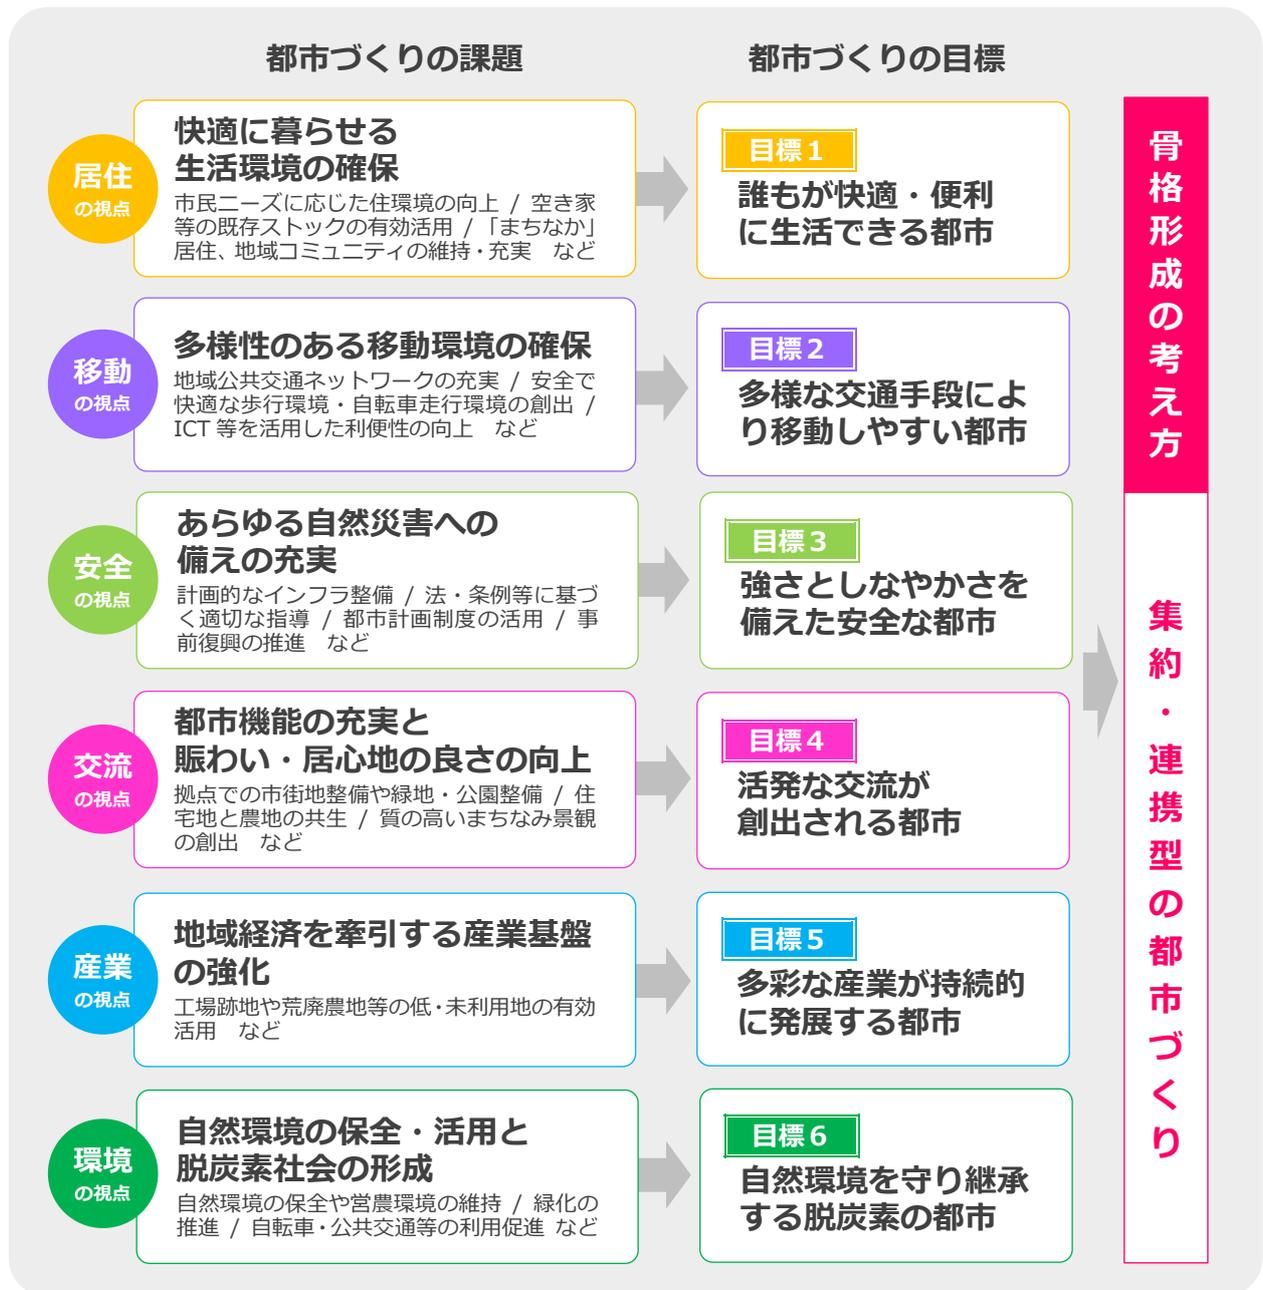 都市づくりの課題
都市づくりの目標
居住
の視点
快適に暮らせる
生活環境の確保
市民ニーズに応じた住環境の向上 / 空き家
等の既存ストックの有効活用 / 「まちなか」
居住、地域コミュニティの維持・充実　など
目標１
誰もが快適・便利
に生活できる都市
移動
の視点
多様性のある移動環境の確保
地域公共交通ネットワークの充実 / 安全で
快適な歩行環境・自転車走行環境の創出 /
ICT 等を活用した利便性の向上　など
目標２
多様な交通手段によ
り移動しやすい都市
安全
の視点
あらゆる自然災害への
備えの充実
計画的なインフラ整備 / 法・条例等に基づ
く適切な指導 / 都市計画制度の活用 / 事
前復興の推進　など
目標３
強さとしなやかさを
備えた安全な都市
交流
の視点
都市機能の充実と
賑わい・居心地の良さの向上
拠点での市街地整備や緑地・公園整備 / 住
宅地と農地の共生 / 質の高いまちなみ景観
の創出　など
目標４
活発な交流が
創出される都市
産業
の視点
地域経済を牽引する産業基盤
の強化
工場跡地や荒廃農地等の低・未利用地の有効
活用　など
目標５
多彩な産業が持続的
に発展する都市
環境
の視点
自然環境の保全・活用と
脱炭素社会の形成
自然環境の保全や営農環境の維持 / 緑化の
推進 / 自転車・公共交通等の利用促進 など
目標６
自然環境を守り継承
する脱炭素の都市
骨格形成の考え方
集約・連携型の都市づくり